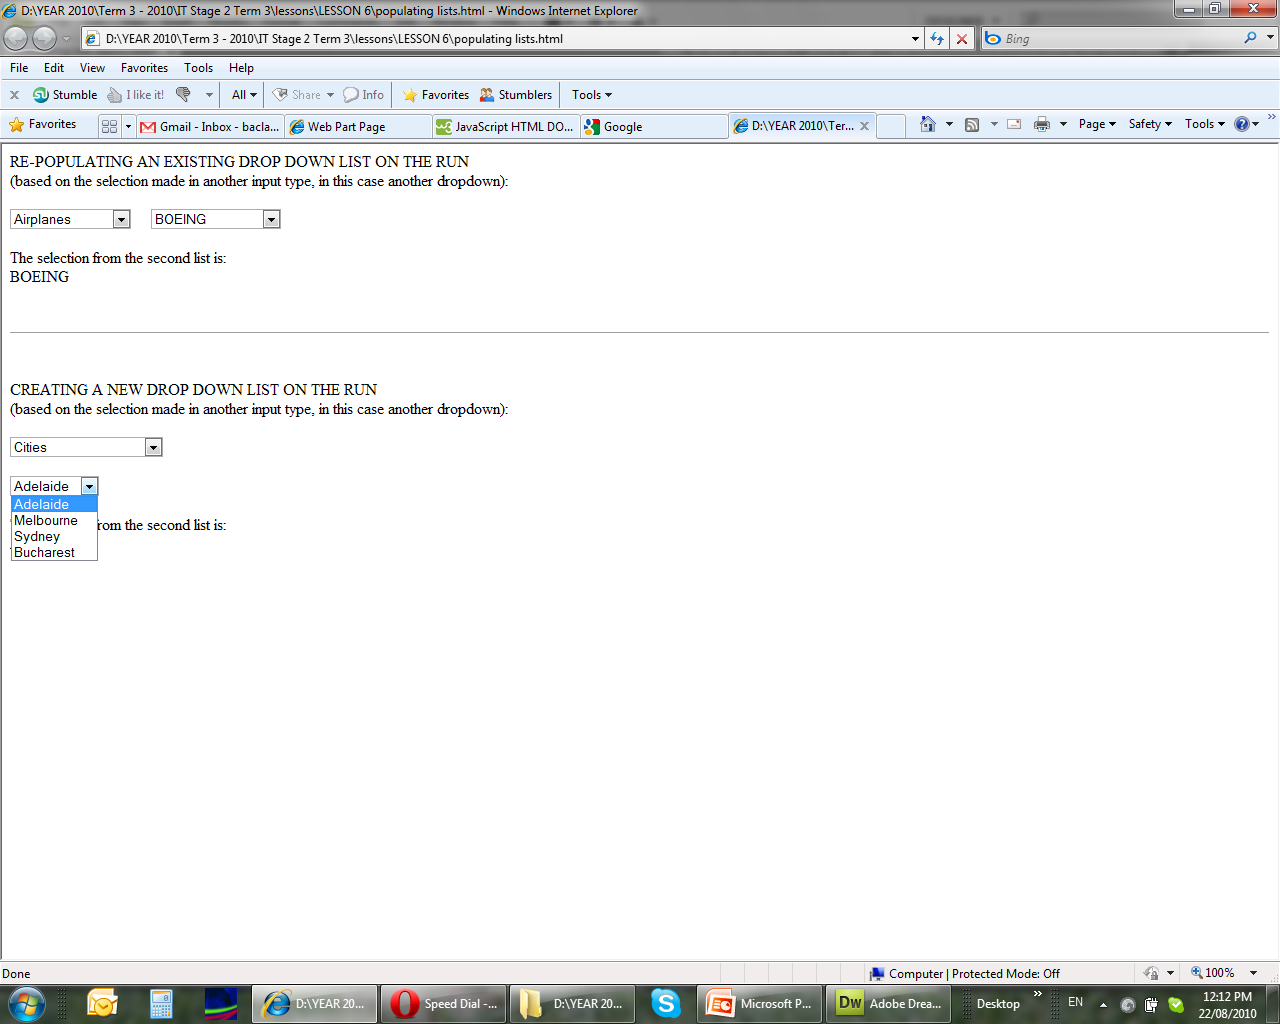 D:\YEAR 2010\Term 3 - 2010\IT Stage 2 Term 3\lessons\LESSON 6\populating lists.html - Windows Internet Explorer
D:\YEAR 2010\Term 3 - 2010\IT Stage 2 Term 3\lessons\LESSON 6\populating lists.html Bing
File Edit View Favorites Tools Help
x Stumble I like it! All Share Info Favorites Stumblers Tools
Favorites Gmail - Inbox - bacla... Web Part Page JavaScript HTML DO... Google D:\YEAR 2010\Ter... Page Safety Tools
RE-POPULATING AN EXISTING DROP DOWN LIST ON THE RUN
(based on the selection made in another input type, in this case another dropdown):
Airplanes BOEING
The selection from the second list is:
BOEING
CREATING A NEW DROP DOWN LIST ON THE RUN
(based on the selection made in another input type, in this case another dropdown):
Cities
Adelaide
Adelaide
Melbourne
rom the second list is:
Sydney
Bucharest
Done Computer | Protected Mode: Off 100%
D:\YEAR 20... Speed Dial -... D:\YEAR 20... Microsoft P... Dw Adobe Drea... Desktop EN 12:12 PM
22/08/2010